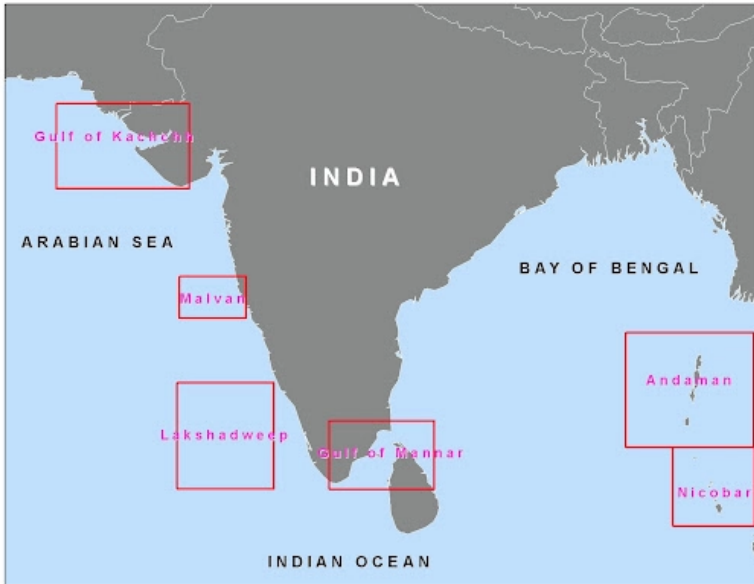 Gulf of Kachchh
INDIA
ARABIAN SEA
BAY OF BENGAL
Malvan
Andaman
Lakshadweep
Gulf of Mannar
Nicobar
INDIAN OCEAN